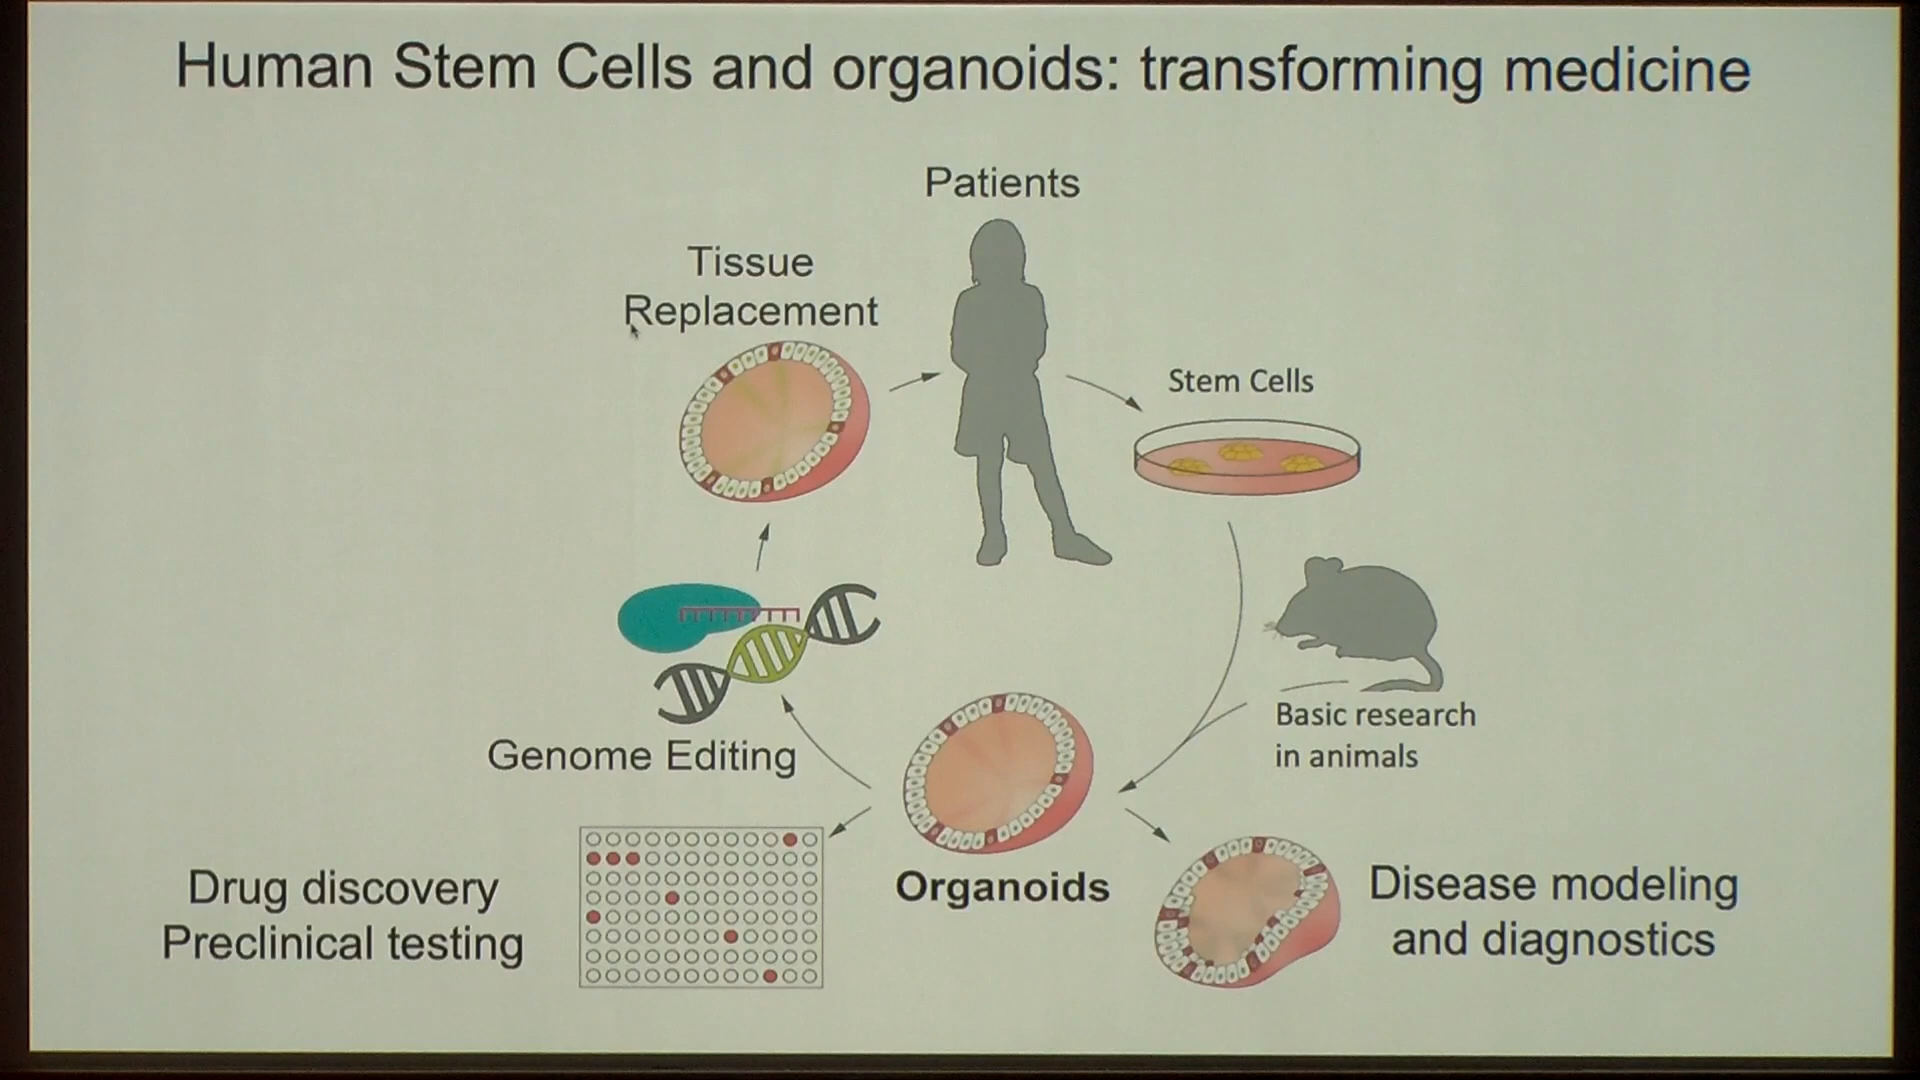 Human Stem Cells and organoids: transforming medicine
Patients
Tissue
Replacement
Stem Cells
Basic research
in animals
Genome Editing
Organoids
Drug discovery
Preclinical testing
Disease modeling
and diagnostics